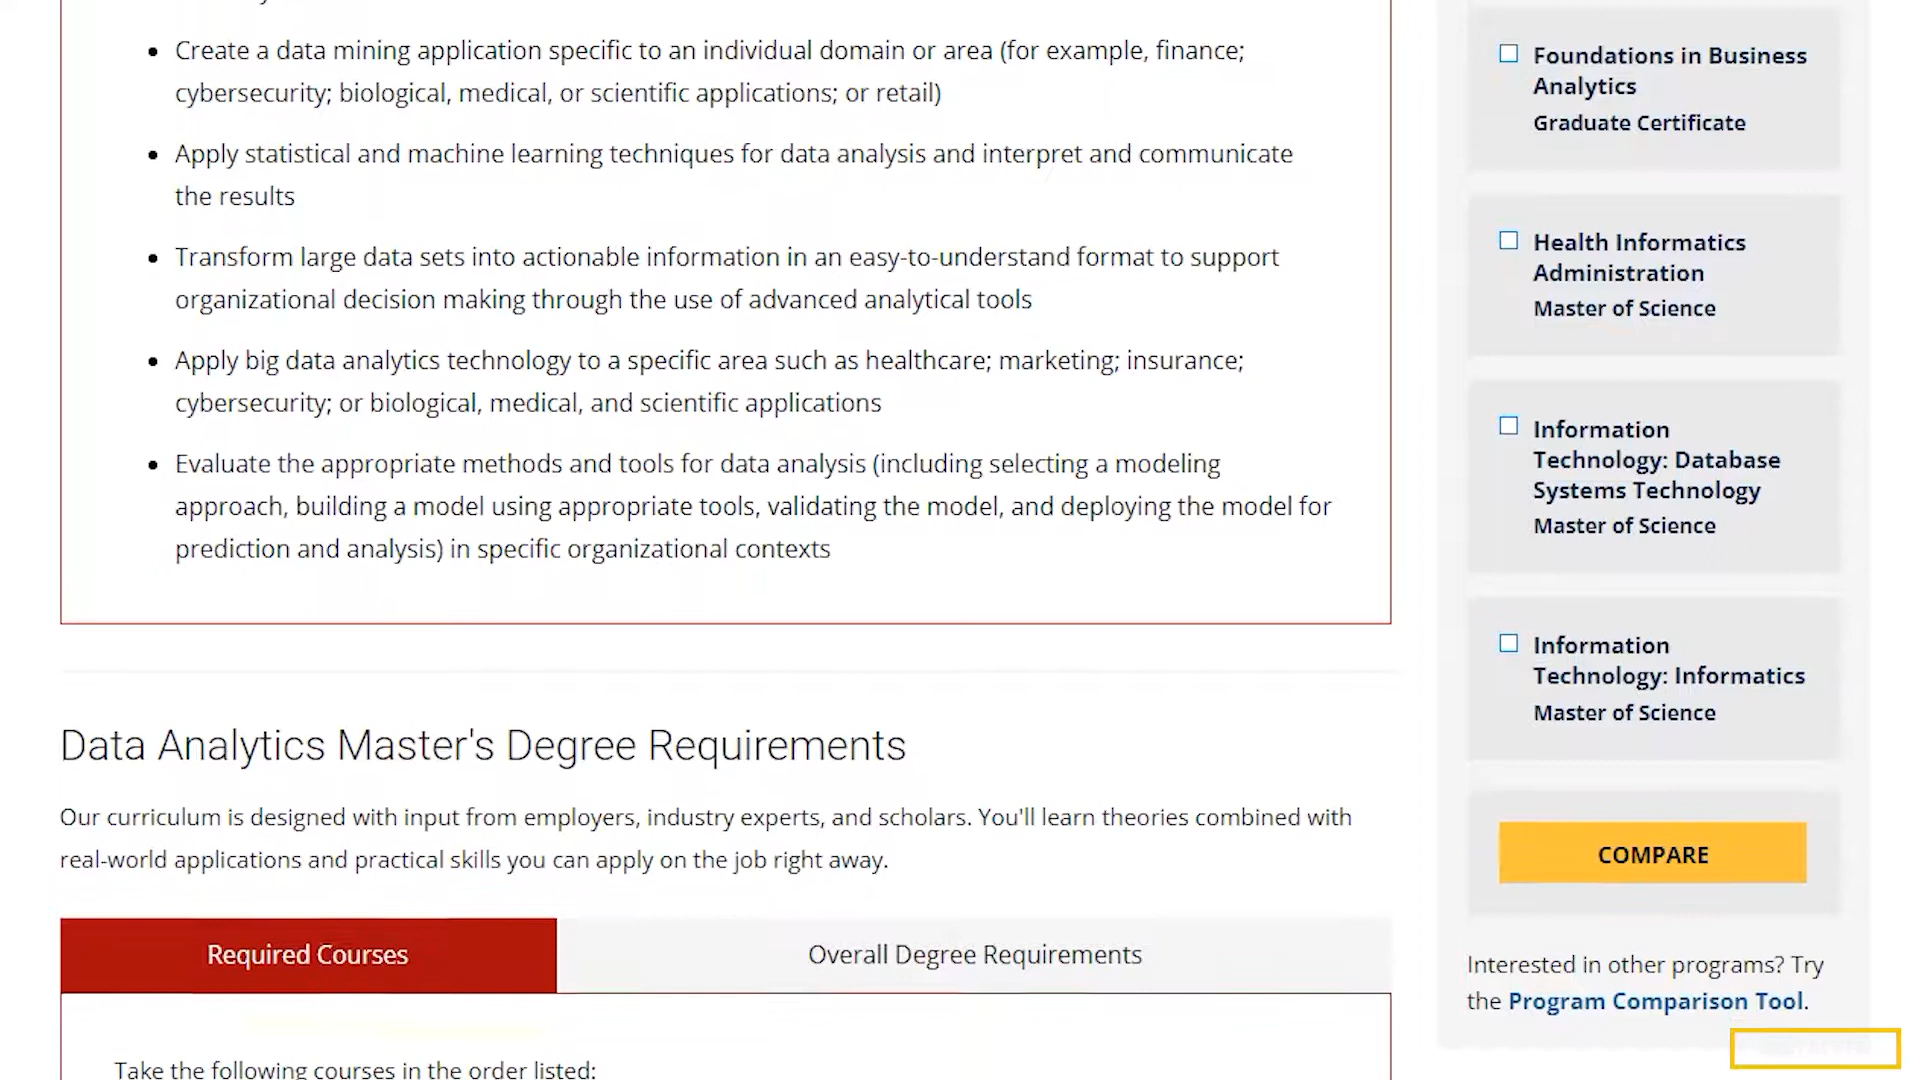 Create a data mining application specific to an individual domain or area (for example, finance;
cybersecurity; biological, medical, or scientific applications; or retail)
Apply statistical and machine learning techniques for data analysis and interpret and communicate
the results
Transform large data sets into actionable information in an easy-to-understand format to support
organizational decision making through the use of advanced analytical tools
Apply big data analytics technology to a specific area such as healthcare; marketing; insurance;
cybersecurity; or biological, medical, and scientific applications
Evaluate the appropriate methods and tools for data analysis (including selecting a modeling
approach, building a model using appropriate tools, validating the model, and deploying the model for
prediction and analysis) in specific organizational contexts
Data Analytics Master's Degree Requirements
Our curriculum is designed with input from employers, industry experts, and scholars. You'll learn theories combined with
real-world applications and practical skills you can apply on the job right away.
Required Courses
Overall Degree Requirements
Take the following courses in the order listed:
Foundations in Business
Analytics
Graduate Certificate
Health Informatics
Administration
Master of Science
Information
Technology: Database
Systems Technology
Master of Science
Information
Technology: Informatics
Master of Science
COMPARE
Interested in other programs? Try
the Program Comparison Tool.